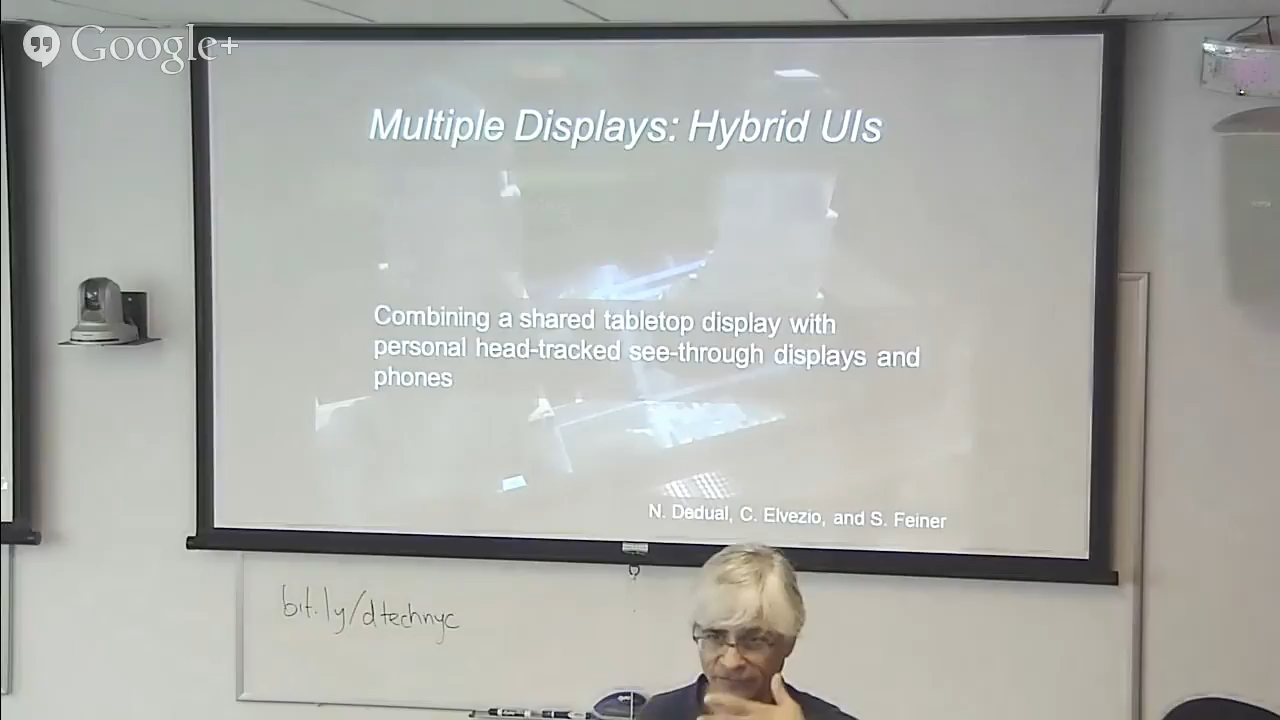 Google+
Multiple Displays: Hybrid UIs
Combining a shared tabletop display with
personal head-tracked see-through displays and
phones
N. Dedual, C. Elvezio, and S. Feiner
bit.ly/dtechnyc